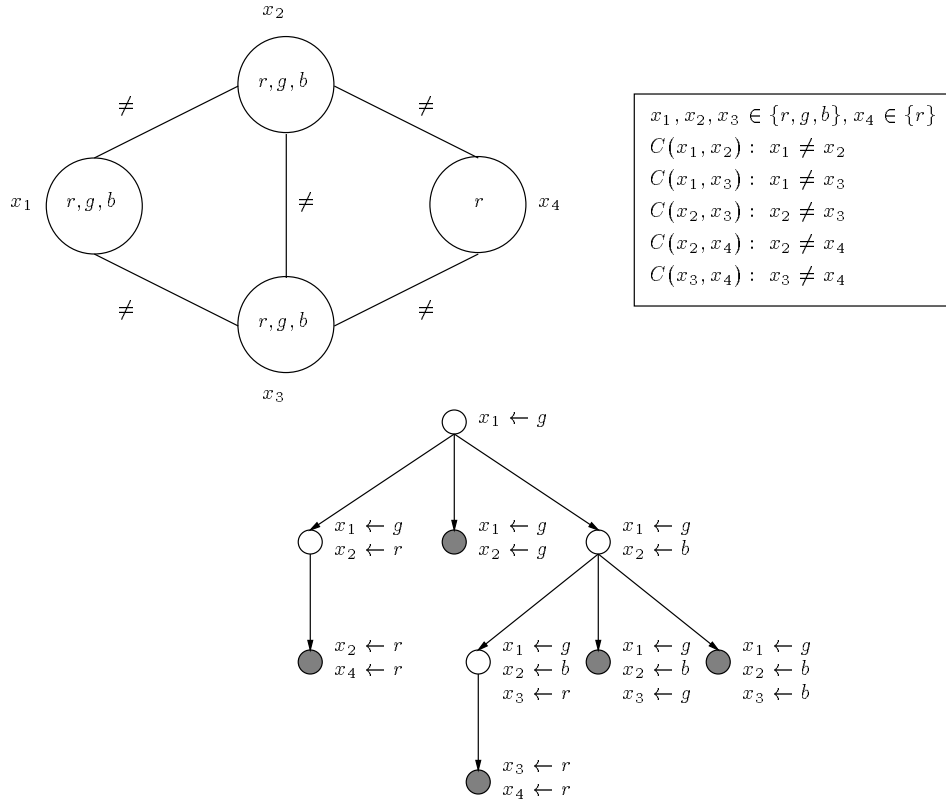 x₂
r, g, b
≠
≠
x₁
r, g, b
≠
r
x₄
≠
≠
r, g, b
x₃
x₁, x₂, x₃ ∈ {r, g, b}, x₄ ∈ {r}
C(x₁, x₂) : x₁ ≠ x₂
C(x₁, x₃) : x₁ ≠ x₃
C(x₂, x₃) : x₂ ≠ x₃
C(x₂, x₄) : x₂ ≠ x₄
C(x₃, x₄) : x₃ ≠ x₄
x₁ ← g
x₁ ← g
x₂ ← r
x₁ ← g
x₂ ← g
x₁ ← g
x₂ ← b
x₂ ← r
x₄ ← r
x₁ ← g
x₂ ← b
x₃ ← r
x₁ ← g
x₂ ← b
x₃ ← g
x₁ ← g
x₂ ← b
x₃ ← b
x₃ ← r
x₄ ← r